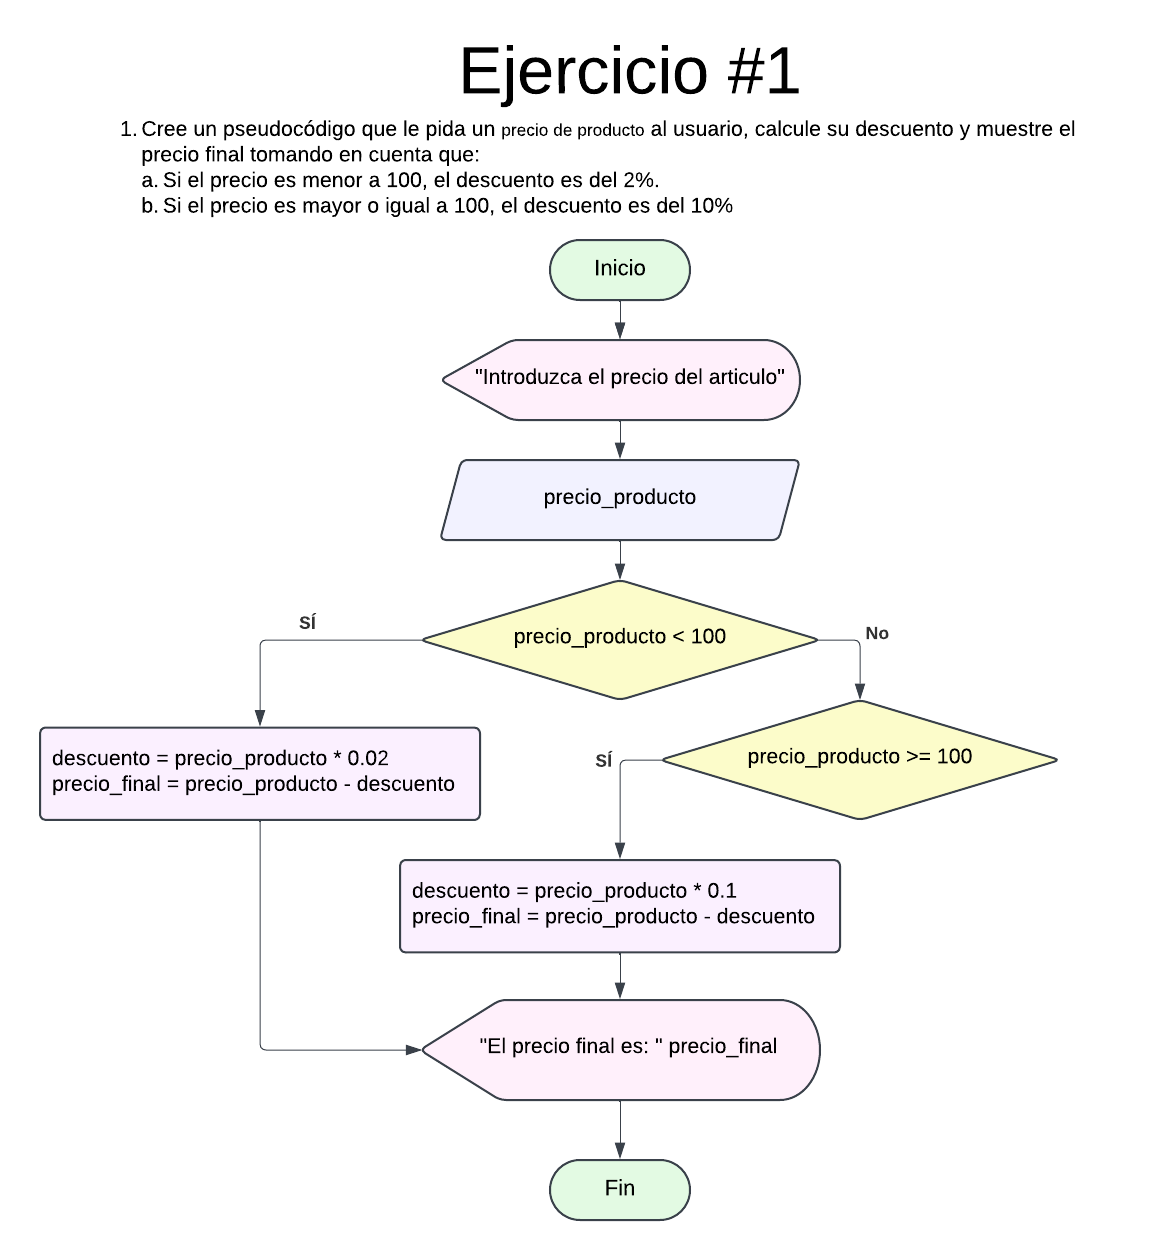 Ejercicio #1
1. Cree un pseudocódigo que le pida un precio de producto al usuario, calcule su descuento y muestre el
precio final tomando en cuenta que:
a. Si el precio es menor a 100, el descuento es del 2%.
b. Si el precio es mayor o igual a 100, el descuento es del 10%
Inicio
"Introduzca el precio del articulo"
precio_producto
SÍ
precio_producto < 100
No
descuento = precio_producto * 0.02
precio_final = precio_producto - descuento
SÍ
precio_producto >= 100
descuento = precio_producto * 0.1
precio_final = precio_producto - descuento
"El precio final es: " precio_final
Fin